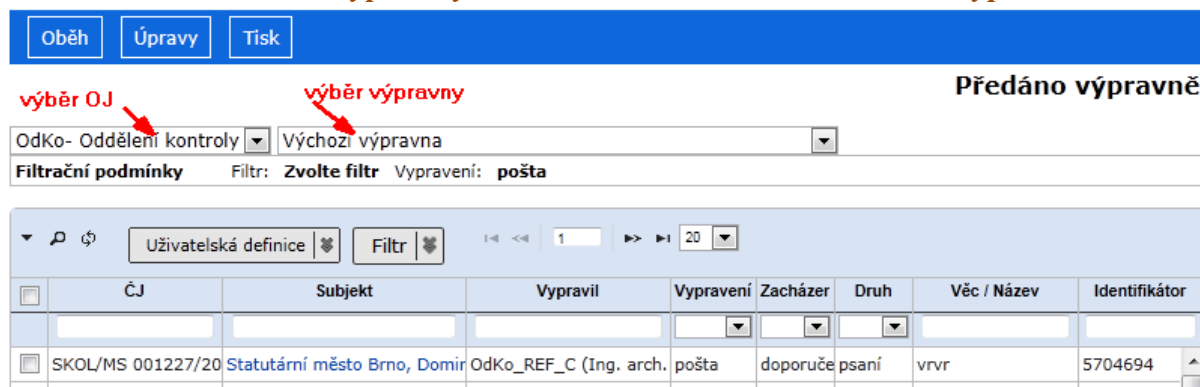 Oběh Úpravy Tisk
Předáno výpravně
výběr OJ výběr výpravny
OdKo- Oddělení kontroly Výchozí výpravna
Filtrační podmínky Filtr: Zvolte filtr Vypravení: pošta
Uživatelská definice Filtr 1 20
ČJ Subjekt Vypravil Vypravení Zacházer Druh Věc / Název Identifikátor
SKOL/MS 001227/20 Statutární město Brno, Domir OdKo_REF_C (Ing. arch. pošta doporuče psaní vrvr 5704694